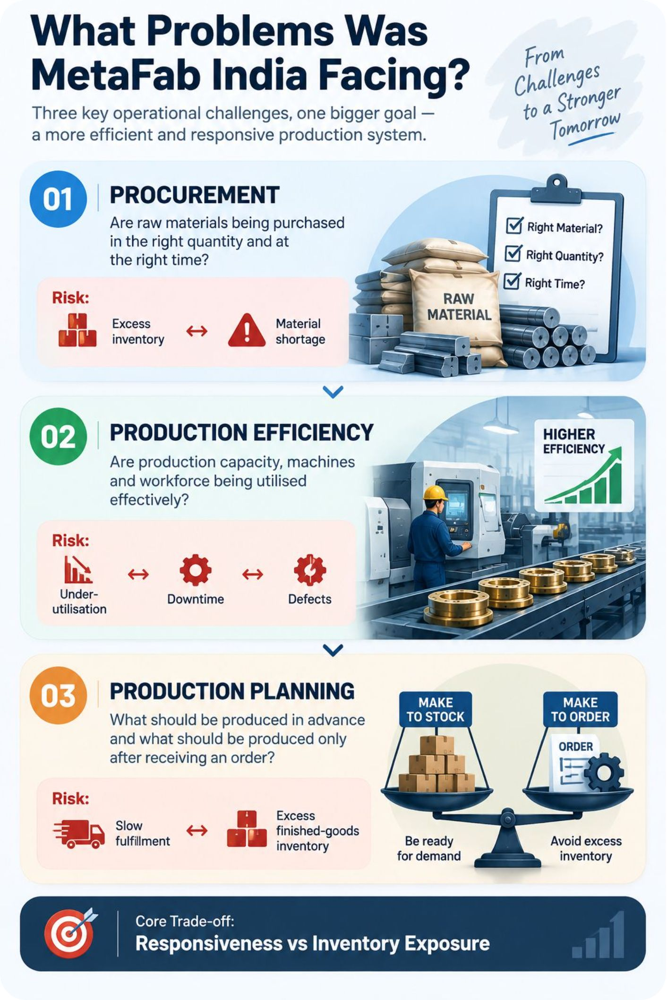 What Problems Was
MetaFab India Facing?
Three key operational challenges, one bigger goal —
a more efficient and responsive production system.
From
Challenges
to a Stronger
Tomorrow
01
PROCUREMENT
Are raw materials being purchased
in the right quantity and at
the right time?
Risk:
Excess
inventory
Material
shortage
RAW
MATERIAL
Right Material?
Right Quantity?
Right Time?
02
PRODUCTION EFFICIENCY
Are production capacity, machines
and workforce being utilised
effectively?
Risk:
Under-
utilisation
Downtime
Defects
HIGHER
EFFICIENCY
03
PRODUCTION PLANNING
What should be produced in advance
and what should be produced only
after receiving an order?
Risk:
Slow
fulfillment
Excess
finished-goods
inventory
MAKE
TO STOCK
MAKE
TO ORDER
ORDER
Be ready
for demand
Avoid excess
inventory
Core Trade-off:
Responsiveness vs Inventory Exposure